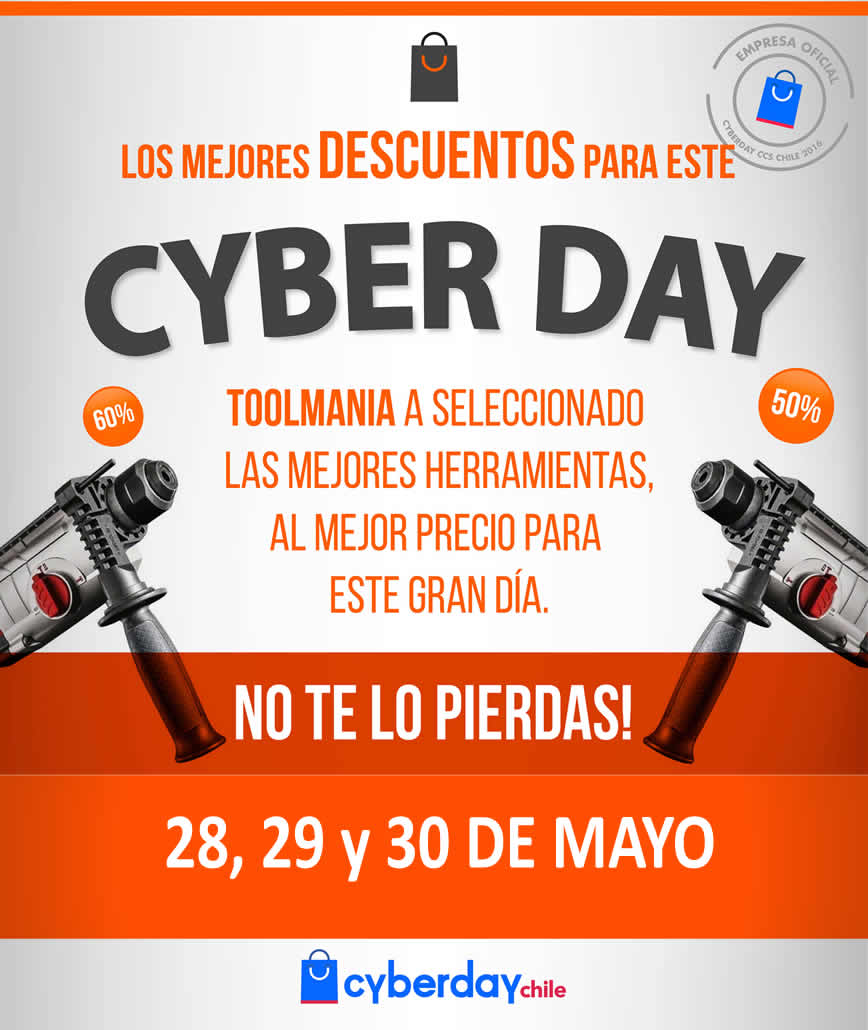 EMPRESA OFICIAL
CYBERDAY CCS CHILE 2016
LOS MEJORES DESCUENTOS PARA ESTE
CYBER DAY
60%
50%
TOOLMANIA A SELECCIONADO
LAS MEJORES HERRAMIENTAS,
AL MEJOR PRECIO PARA
ESTE GRAN DÍA.
NO TE LO PIERDAS!
28, 29 y 30 DE MAYO
cyberdaychile